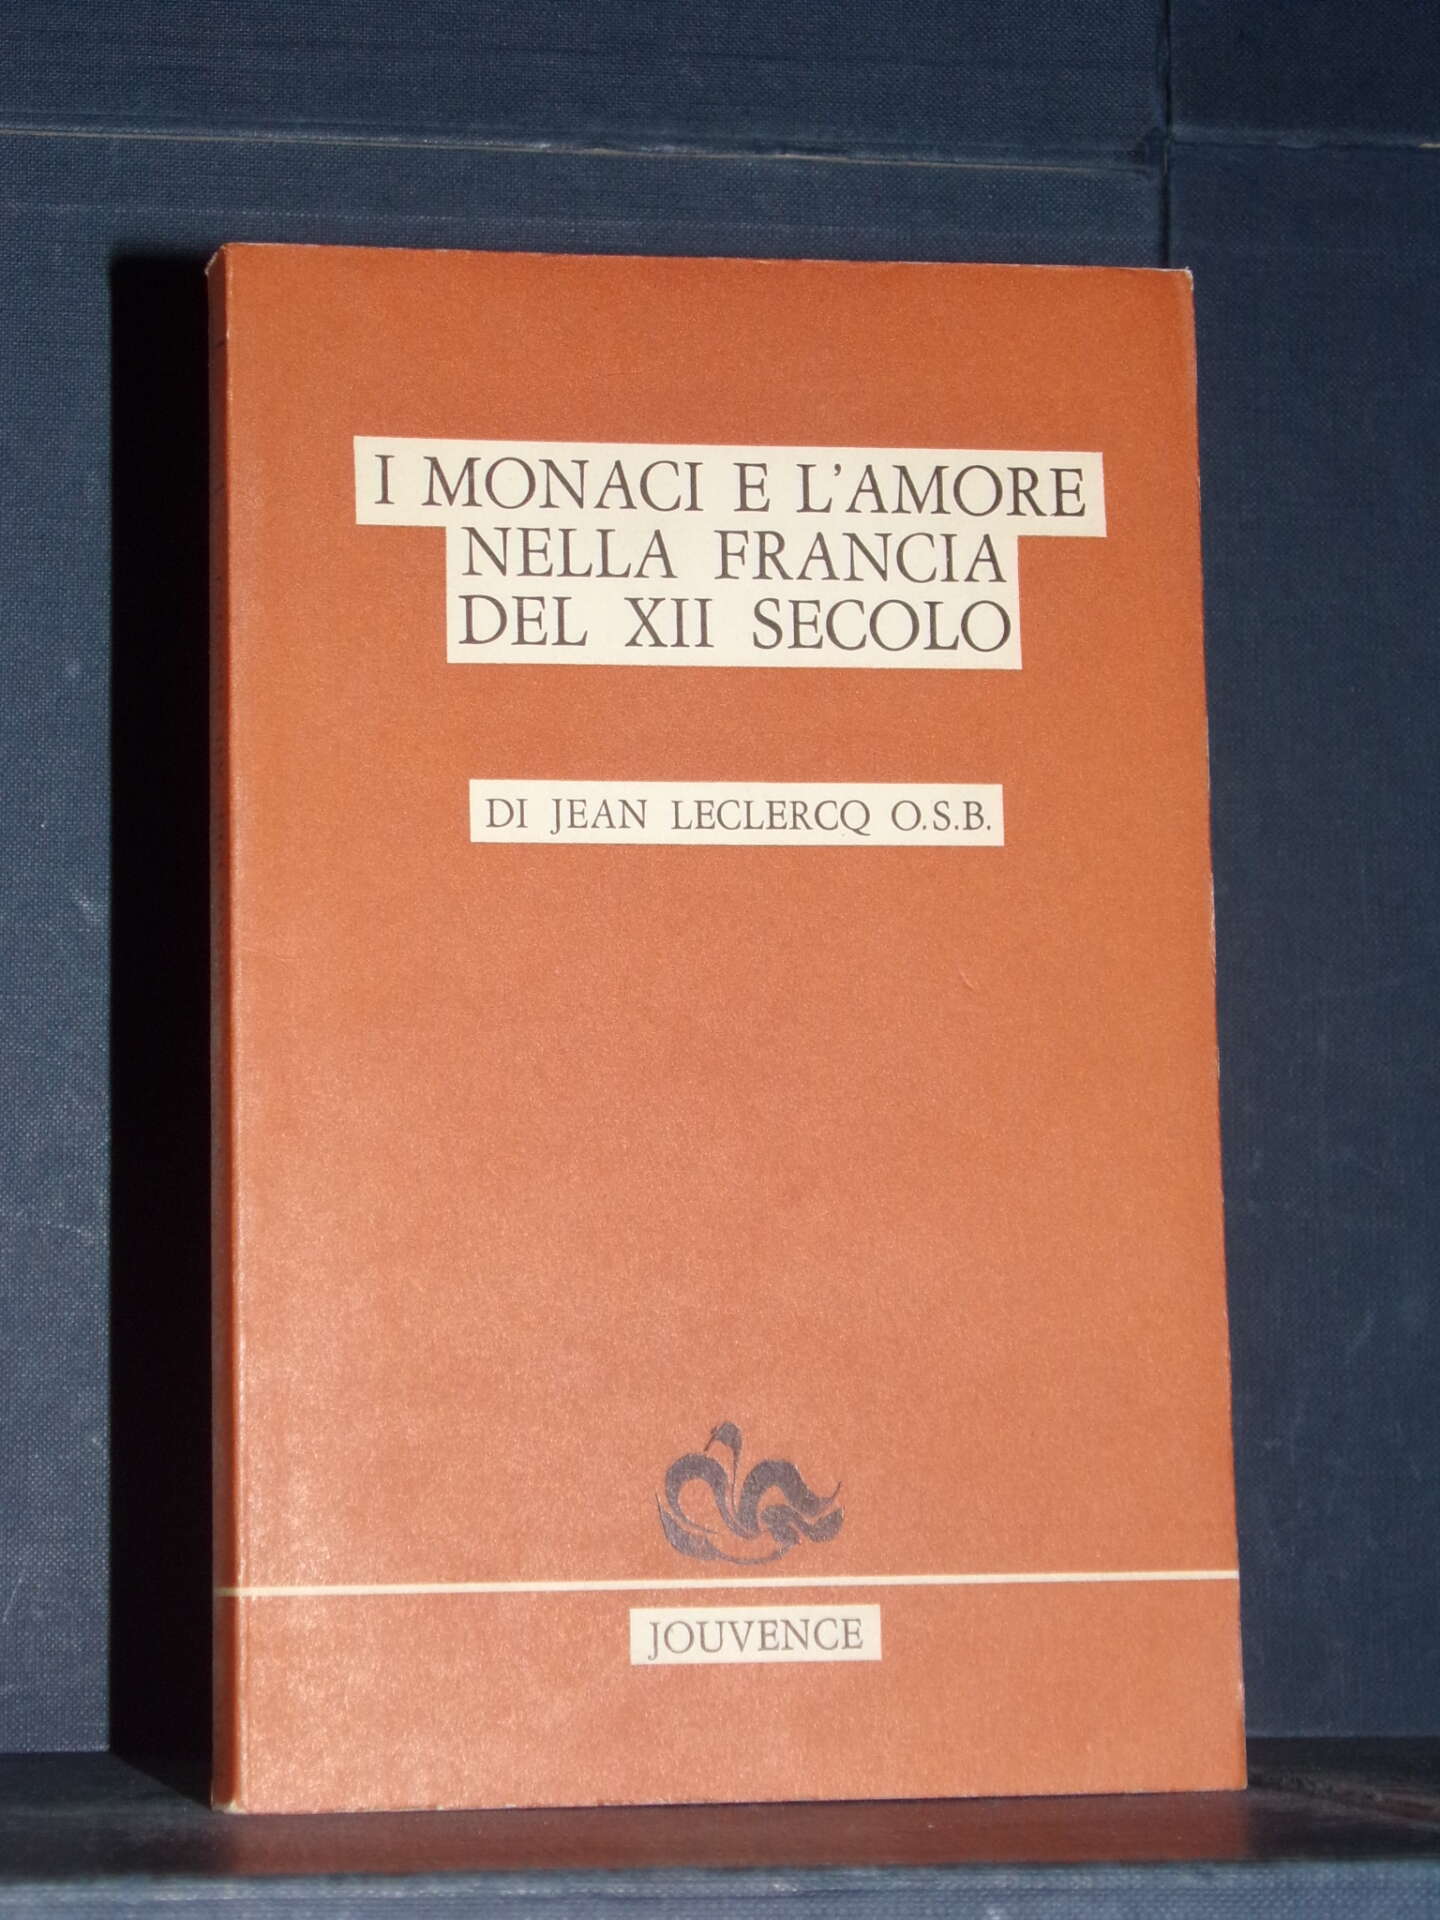 I MONACI E L'AMORE
NELLA FRANCIA
DEL XII SECOLO
DI JEAN LECLERCQ O.S.B.
JOUVENCE